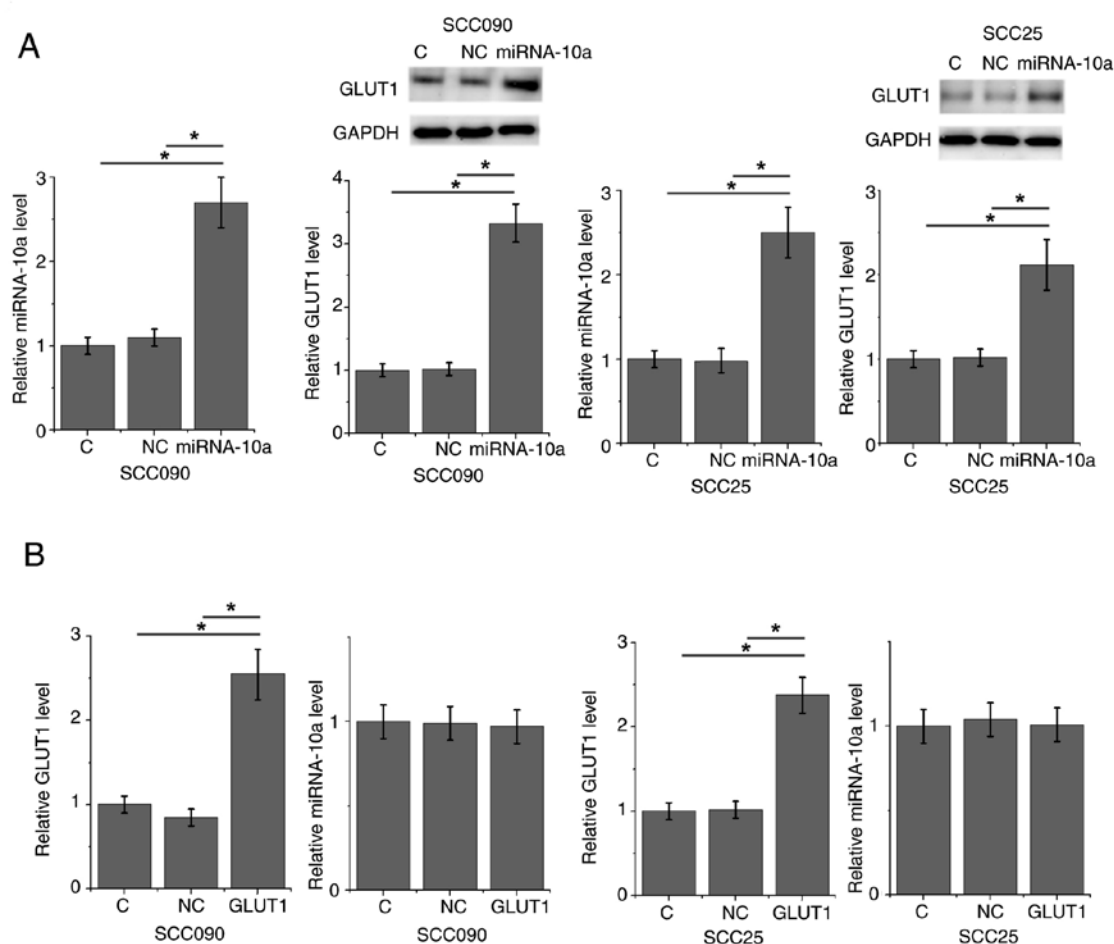 A
SCC090
C NC miRNA-10a
GLUT1
GAPDH
SCC25
C NC miRNA-10a
GLUT1
GAPDH
* *
Relative miRNA-10a level
3
2
1
0
C NC miRNA-10a
SCC090
* *
Relative GLUT1 level
4
3
2
1
0
C NC miRNA-10a
SCC090
* *
Relative miRNA-10a level
3
2
1
0
C NC miRNA-10a
SCC25
* *
Relative GLUT1 level
3
2
1
0
C NC miRNA-10a
SCC25
B
* *
Relative GLUT1 level
3
2
1
0
C NC GLUT1
SCC090
Relative miRNA-10a level
1
0
C NC GLUT1
SCC090
* *
Relative GLUT1 level
3
2
1
0
C NC GLUT1
SCC25
Relative miRNA-10a level
1
0
C NC GLUT1
SCC25